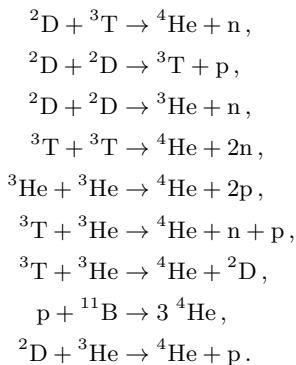 ²D + ³T → ⁴He + n ,
²D + ²D → ³T + p ,
²D + ²D → ³He + n ,
³T + ³T → ⁴He + 2n ,
³He + ³He → ⁴He + 2p ,
³T + ³He → ⁴He + n + p ,
³T + ³He → ⁴He + ²D ,
p + ¹¹B → 3 ⁴He ,
²D + ³He → ⁴He + p .